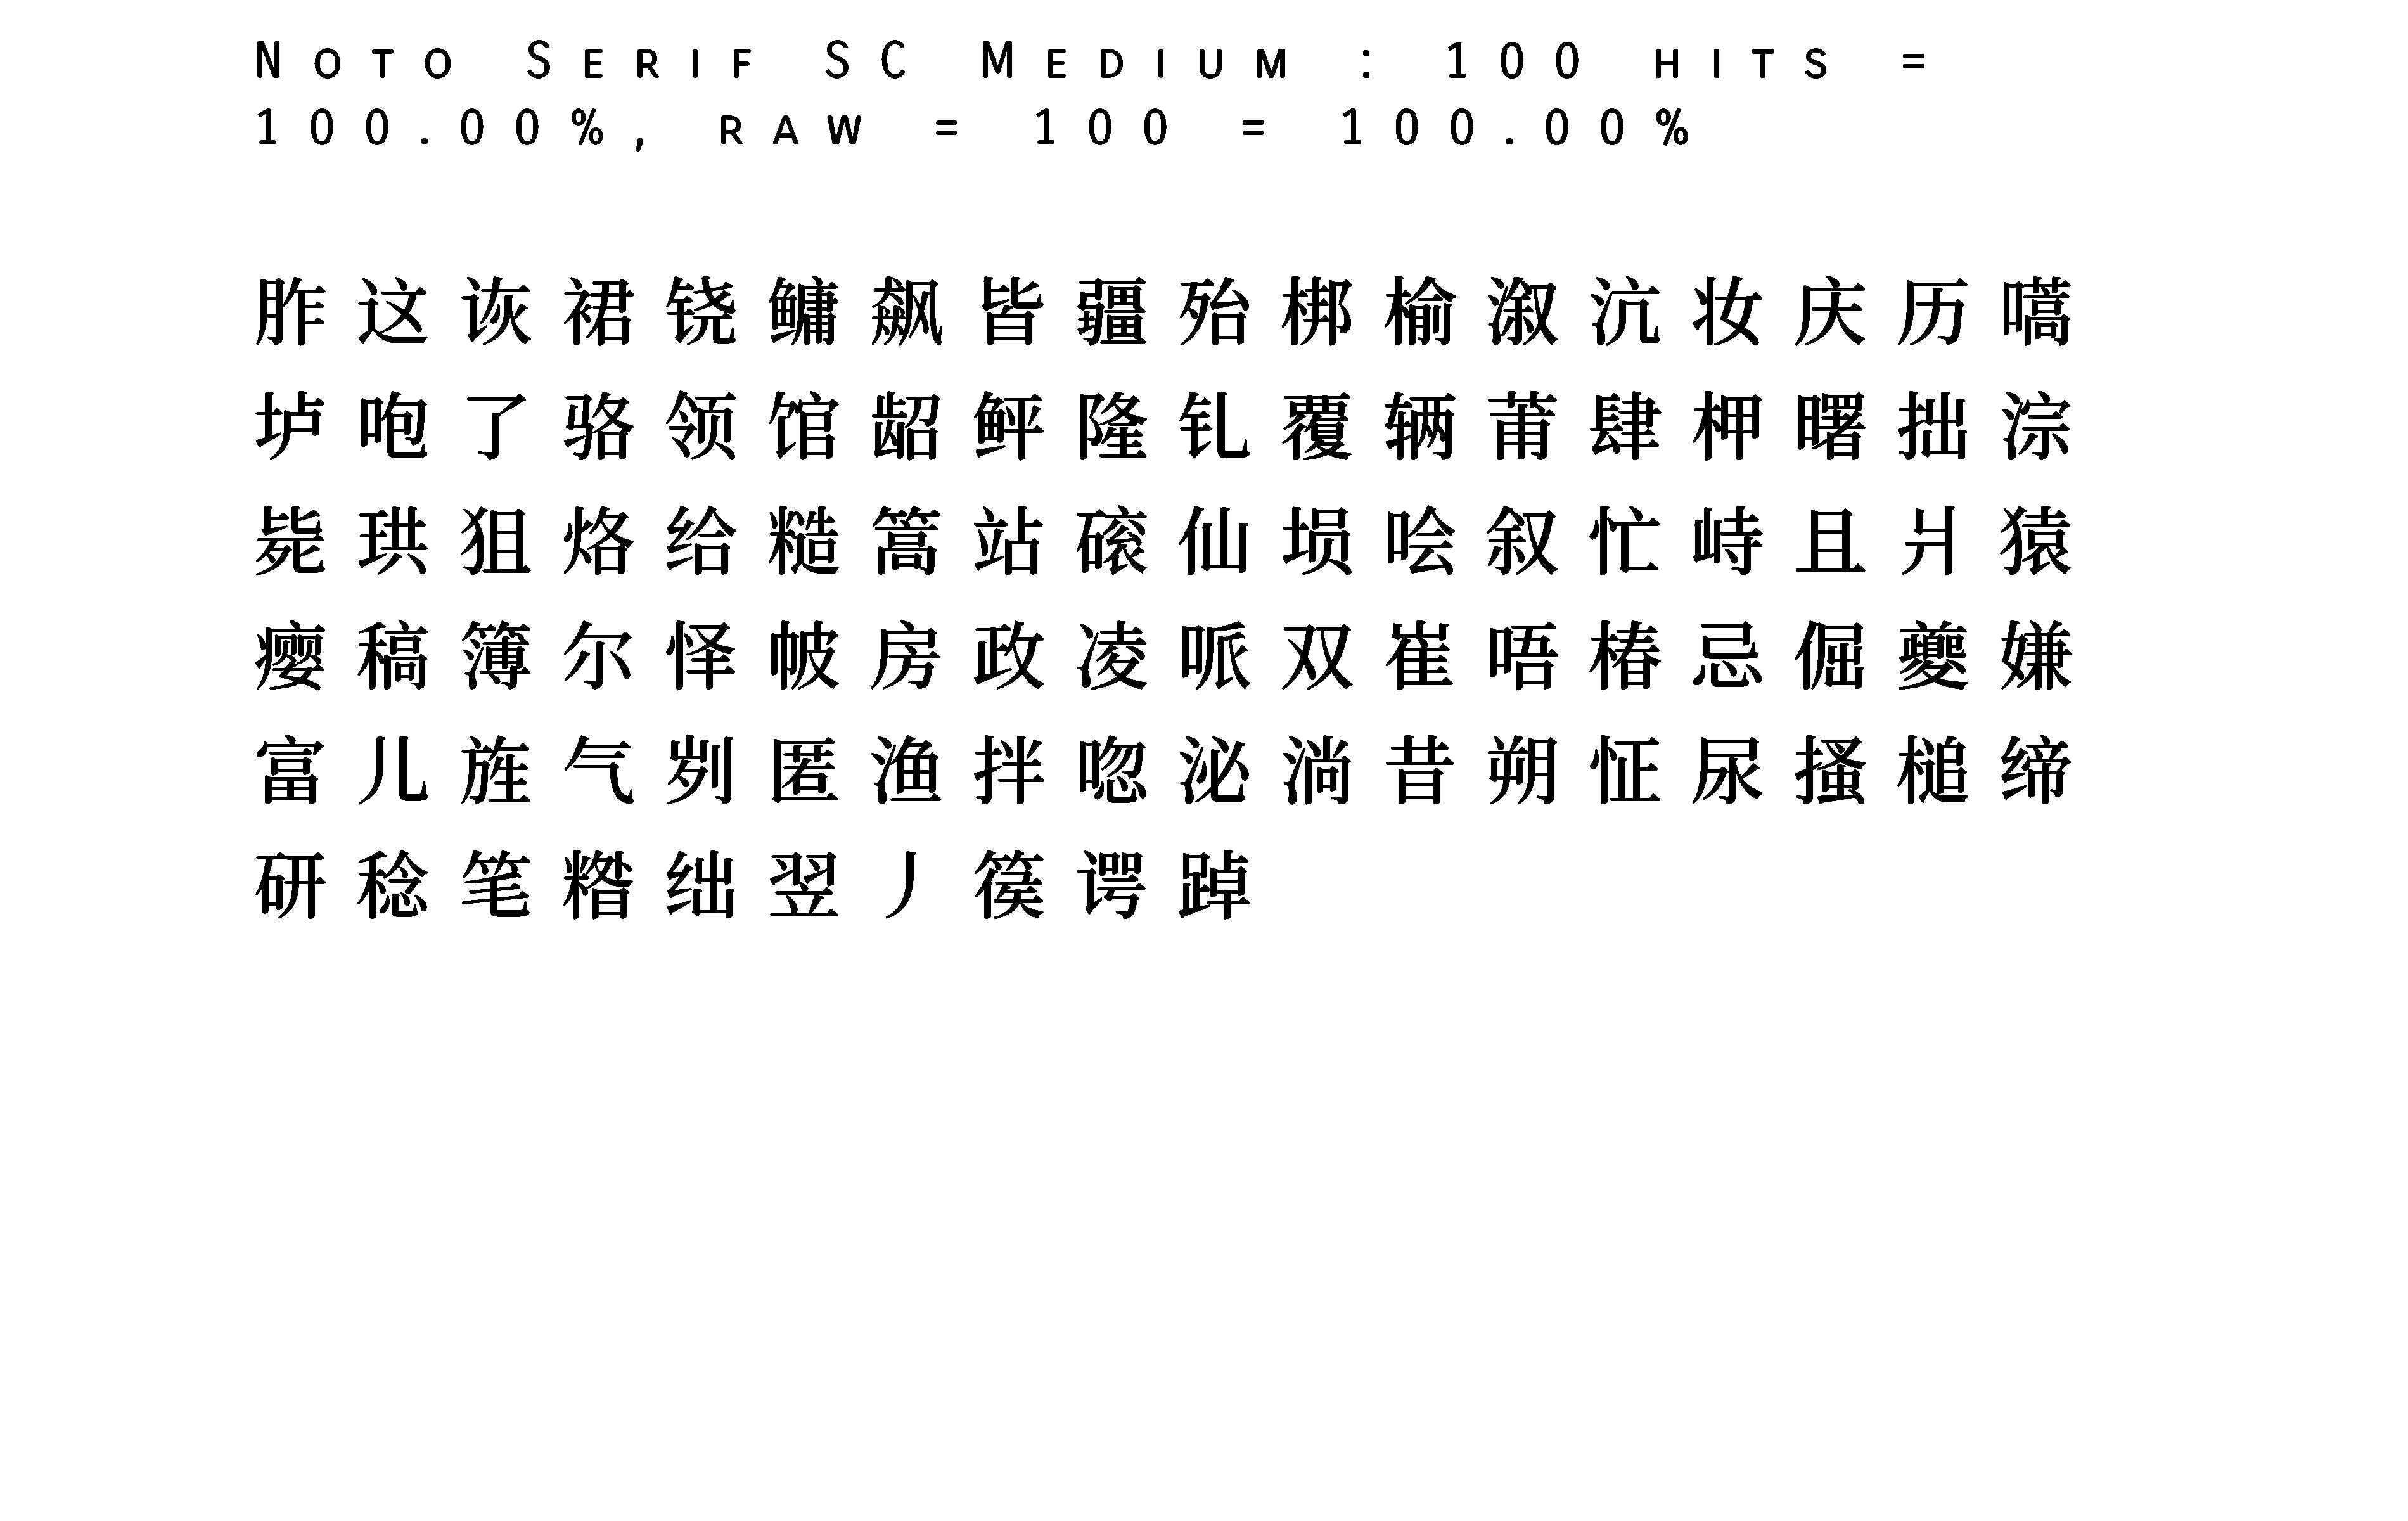 Noto Serif SC Medium : 100 hits =
100.00%, raw = 100 = 100.00%
胙这诙裙铙鳙飙皆疆殆梆榆溆沆妆庆历嚆
垆咆了骆领馆龆鲆隆钆覆辆莆肆柙曙拙淙
毙珙狙烙给糙篙站磙仙埙哙叙忙峙且爿猿
瘿稿簿尔怿帔房政凌哌双崔唔椿忌倔夔嫌
富儿旌气刿匿渔拌唿泌淌昔朔怔尿搔槌缔
研稔笔糌绌翌丿篌谔踔